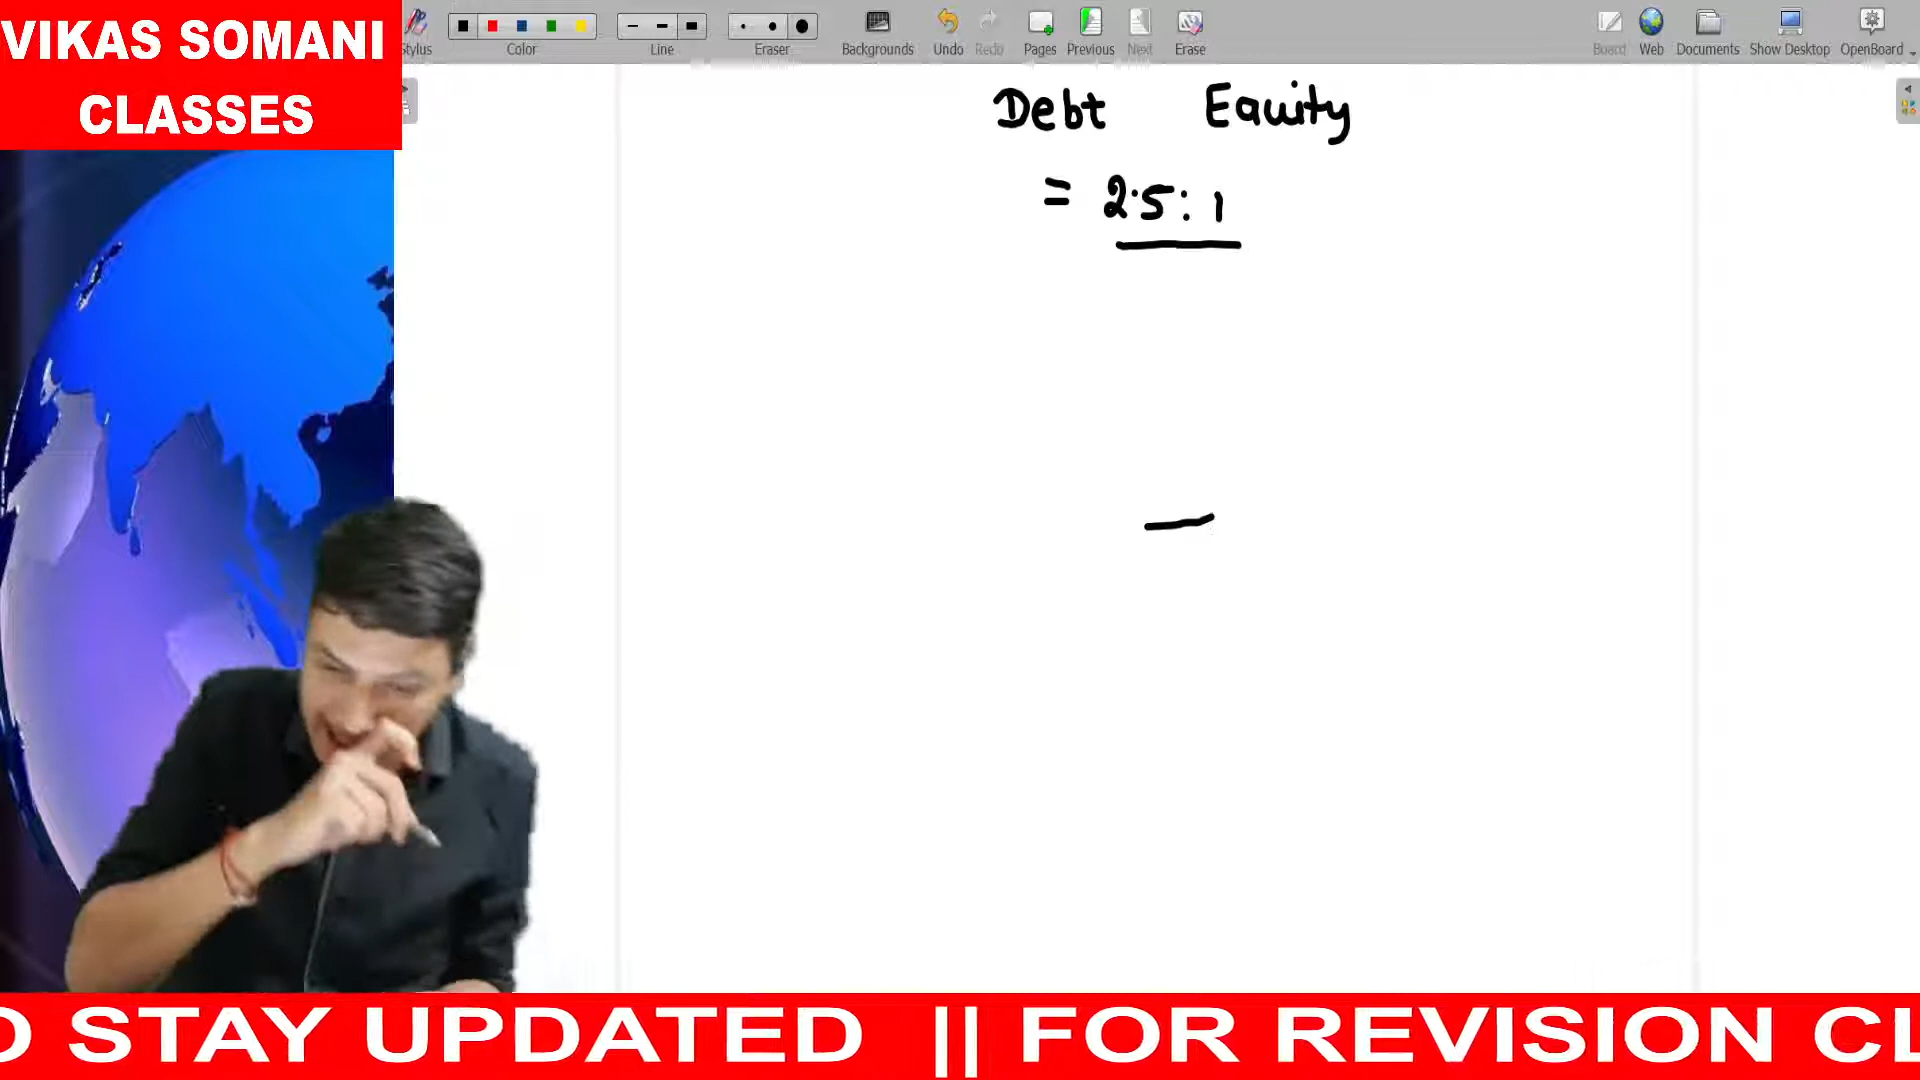 VIKAS SOMANI
CLASSES
Stylus
Color
Line
Eraser
Backgrounds
Undo
Redo
Pages
Previous
Next
Erase
Board
Web
Documents
Show Desktop
OpenBoard
Debt Equity
= 2.5 : 1
D STAY UPDATED || FOR REVISION CL